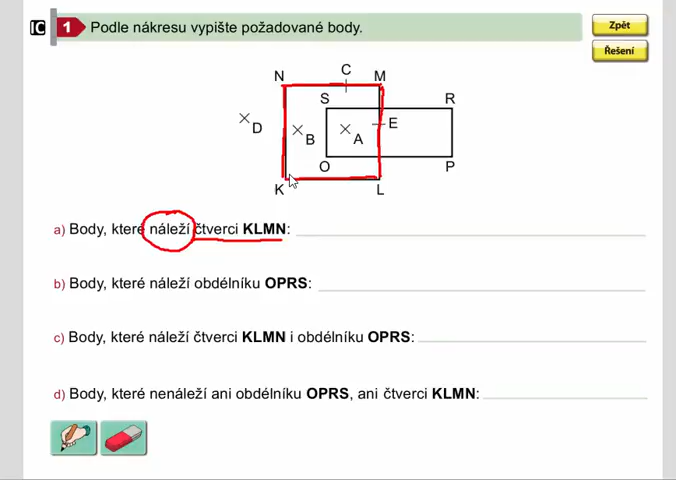 1 Podle nákresu vypište požadované body.
Zpět
Řešení
N C M
S R
D B A E
O P
K L
a) Body, které náleží čtverci KLMN:
b) Body, které náleží obdélníku OPRS:
c) Body, které náleží čtverci KLMN i obdélníku OPRS:
d) Body, které nenáleží ani obdélníku OPRS, ani čtverci KLMN: